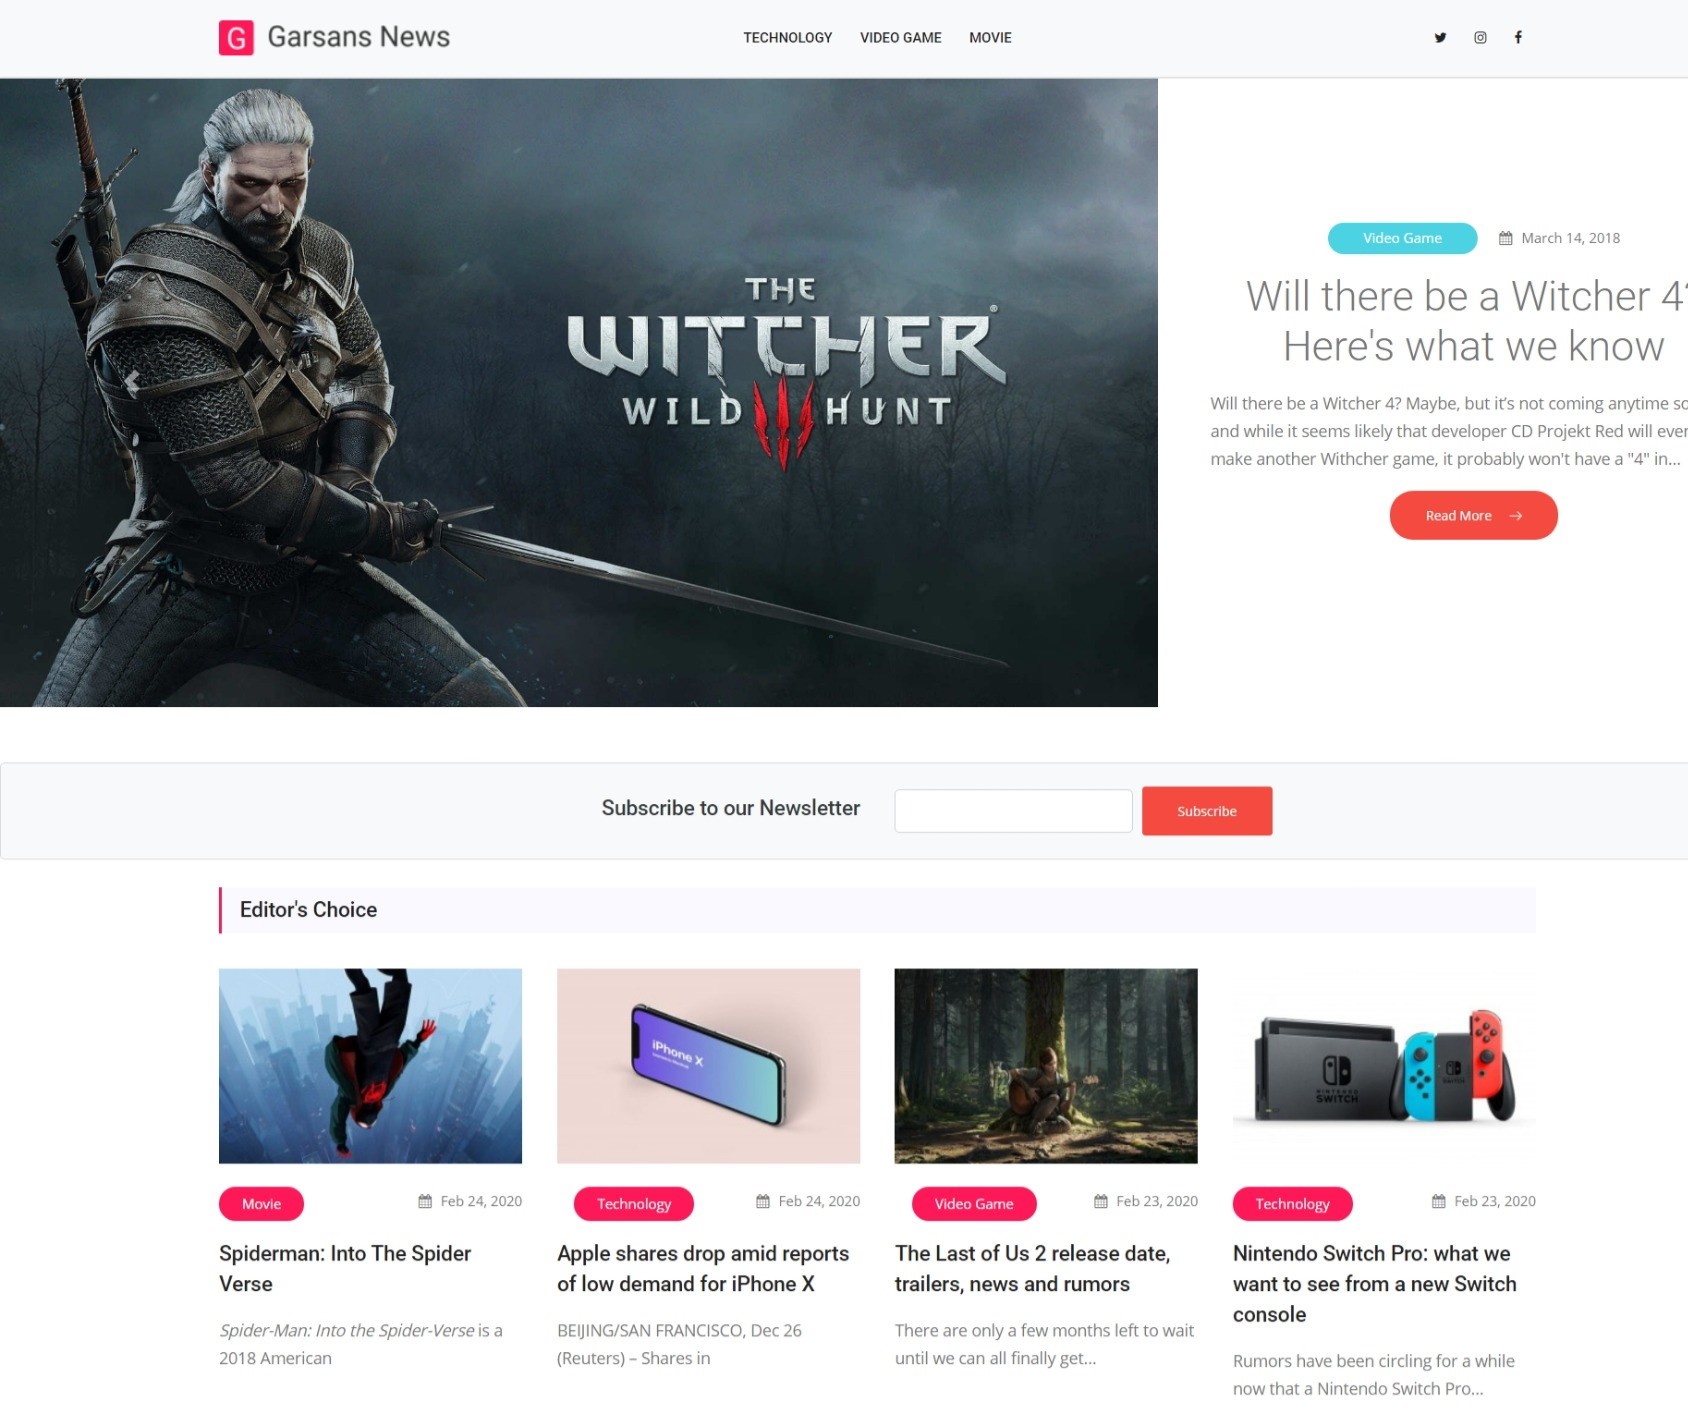 G Garsans News
TECHNOLOGY VIDEO GAME MOVIE
THE
WITCHER
WILD HUNT
Video Game March 14, 2018
Will there be a Witcher 4?
Here's what we know
Will there be a Witcher 4? Maybe, but it's not coming anytime
and while it seems likely that developer CD Projekt Red will
make another Withcher game, it probably won't have a "4" in...
Read More
Subscribe to our Newsletter
Subscribe
Editor's Choice
iPhone X
NINTENDO
SWITCH
Movie Feb 24, 2020
Spiderman: Into The Spider
Verse
Spider-Man: Into the Spider-Verse is a
2018 American
Technology Feb 24, 2020
Apple shares drop amid reports
of low demand for iPhone X
BEIJING/SAN FRANCISCO, Dec 26
(Reuters) – Shares in
Video Game Feb 23, 2020
The Last of Us 2 release date,
trailers, news and rumors
There are only a few months left to wait
until we can all finally get...
Technology Feb 23, 2020
Nintendo Switch Pro: what we
want to see from a new Switch
console
Rumors have been circling for a while
now that a Nintendo Switch Pro...